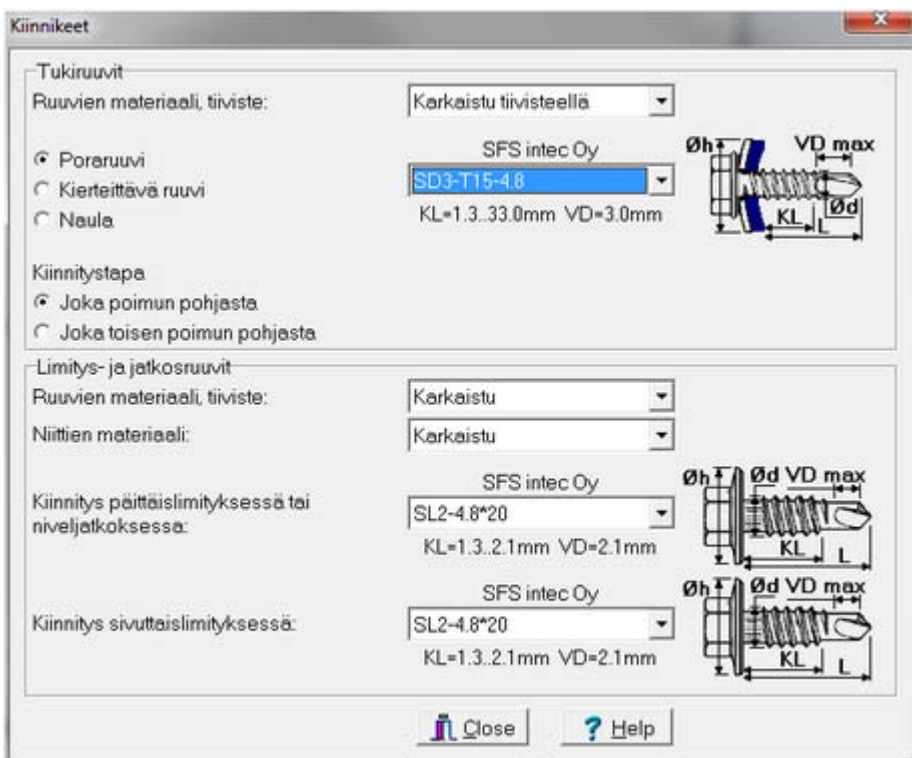 Kiinnikeet
Tukiruuvit
Ruuvien materiaali, tiiviste:
Karkaistu tiivisteellä
Poraruuvi
Kierteittävä ruuvi
Naula
SFS intec Oy
SD3-T15-4.8
KL=1.3..33.0mm VD=3.0mm
Øh
VD max
Ød
KL
L
Kiinnitystapa
Joka poimun pohjasta
Joka toisen poimun pohjasta
Limitys- ja jatkosruuvit
Ruuvien materiaali, tiiviste:
Karkaistu
Niittien materiaali:
Karkaistu
Kiinnitys päittäislimityksessä tai
niveljatkoksessa:
SFS intec Oy
SL2-4.8*20
KL=1.3..2.1mm VD=2.1mm
Øh
Ød VD max
KL
L
Kiinnitys sivuttaislimityksessä:
SFS intec Oy
SL2-4.8*20
KL=1.3..2.1mm VD=2.1mm
Øh
Ød VD max
KL
L
Close
? Help